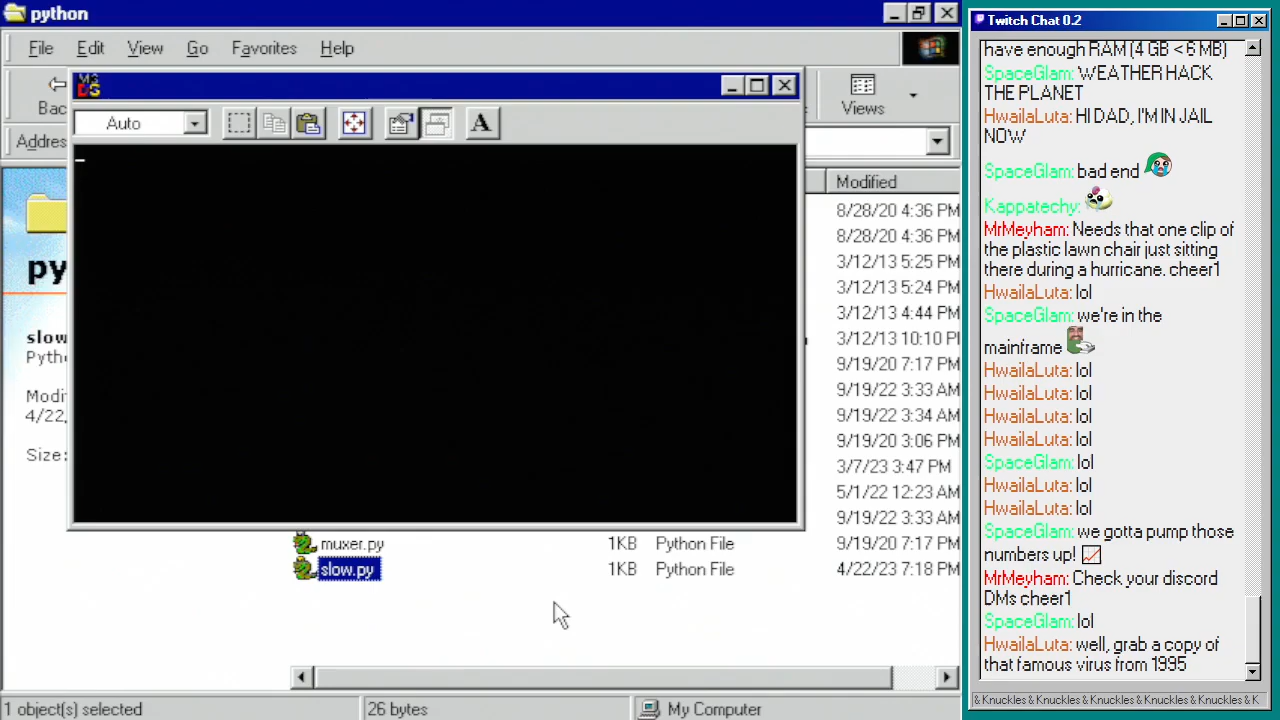 python
File Edit View Go Favorites Help
Bac
Views
Addres
MS DOS
Auto
A
Modified
8/28/20 4:36 PM
8/28/20 4:36 PM
3/12/13 5:25 PM
3/12/13 5:24 PM
3/12/13 4:44 PM
3/12/13 10:10 P
9/19/20 7:17 PM
9/19/22 3:33 AM
9/19/22 3:34 AM
9/19/20 3:06 PM
3/7/23 3:47 PM
5/1/22 12:23 AM
9/19/22 3:33 AM
py
slow
Pyth
Modi
4/22,
Size:
muxer.py 1KB Python File 9/19/20 7:17 PM
slow.py 1KB Python File 4/22/23 7:18 PM
1 object(s) selected 26 bytes My Computer
Twitch Chat 0.2
have enough RAM (4 GB < 6 MB)
SpaceGlam: WEATHER HACK
THE PLANET
HwailaLuta: HI DAD, I'M IN JAIL
NOW
SpaceGlam: bad end
Kappatechy:
MrMeyham: Needs that one clip of
the plastic lawn chair just sitting
there during a hurricane. cheer1
HwailaLuta: lol
SpaceGlam: we're in the
mainframe
HwailaLuta: lol
HwailaLuta: lol
HwailaLuta: lol
HwailaLuta: lol
SpaceGlam: lol
HwailaLuta: lol
HwailaLuta: lol
SpaceGlam: we gotta pump those
numbers up!
MrMeyham: Check your discord
DMs cheer1
SpaceGlam: lol
HwailaLuta: well, grab a copy of
that famous virus from 1995
& Knuckles & Knuckles & Knuckles & Knuckles & Knuckles & K